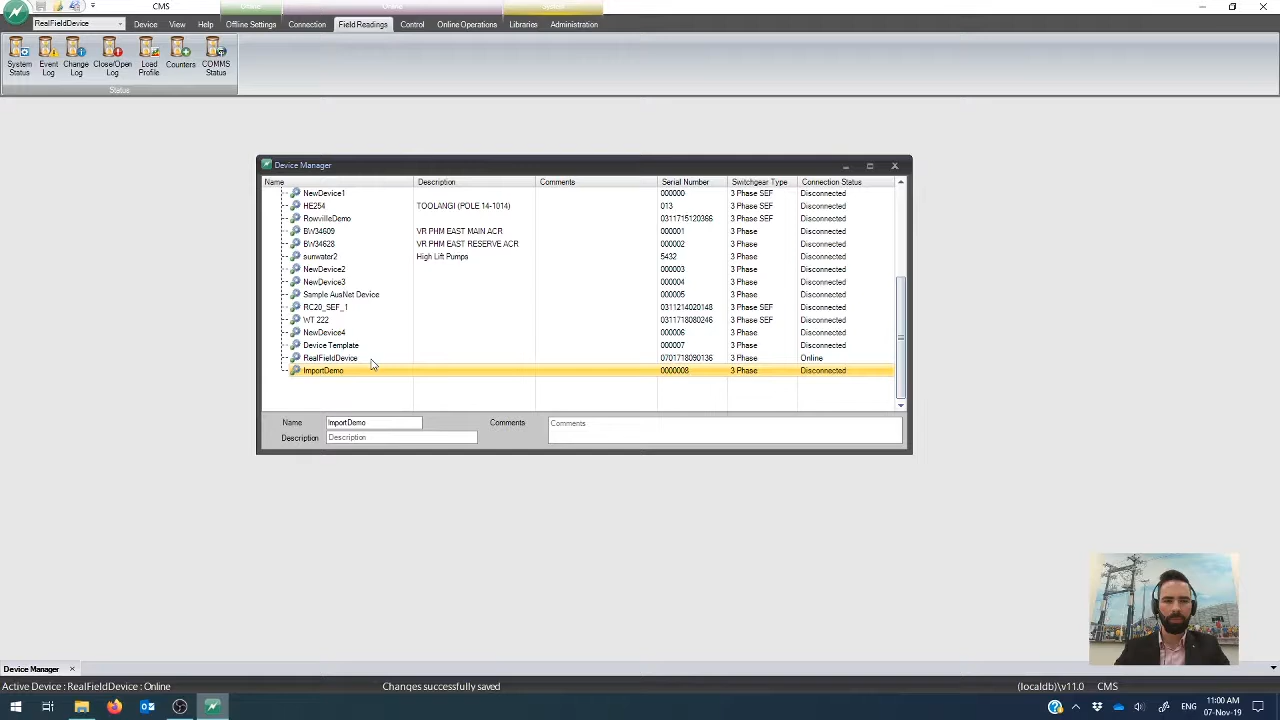 CMS
RealFieldDevice Device View Help Offline Settings Connection Field Readings Control Online Operations Libraries Administration
System Status
Event Log
Change Log
Close/Open Log
Load Profile
Counters
COMMS Status
Status
Device Manager
Name Description Comments Serial Number Switchgear Type Connection Status
NewDevice1 000000 3 Phase SEF Disconnected
HE254 TOOLANGI (POLE 14-1014) 013 3 Phase SEF Disconnected
RowvilleDemo 0311715120366 3 Phase SEF Disconnected
BW34609 VR PHM EAST MAIN ACR 000001 3 Phase Disconnected
BW34628 VR PHM EAST RESERVE ACR 000002 3 Phase Disconnected
sunwater2 High Lift Pumps 5432 3 Phase Disconnected
NewDevice2 000003 3 Phase Disconnected
NewDevice3 000004 3 Phase Disconnected
Sample AusNet Device 000005 3 Phase Disconnected
RC20_SEF_1 0311214020148 3 Phase SEF Disconnected
WT 222 0311718080246 3 Phase SEF Disconnected
NewDevice4 000006 3 Phase Disconnected
Device Template 000007 3 Phase Disconnected
RealFieldDevice 0701718090136 3 Phase Online
ImportDemo 0000008 3 Phase Disconnected
Name ImportDemo Comments Comments
Description Description
Device Manager
Active Device : RealFieldDevice : Online Changes successfully saved (localdb)\v11.0 CMS
ENG 11:00 AM
07-Nov-19